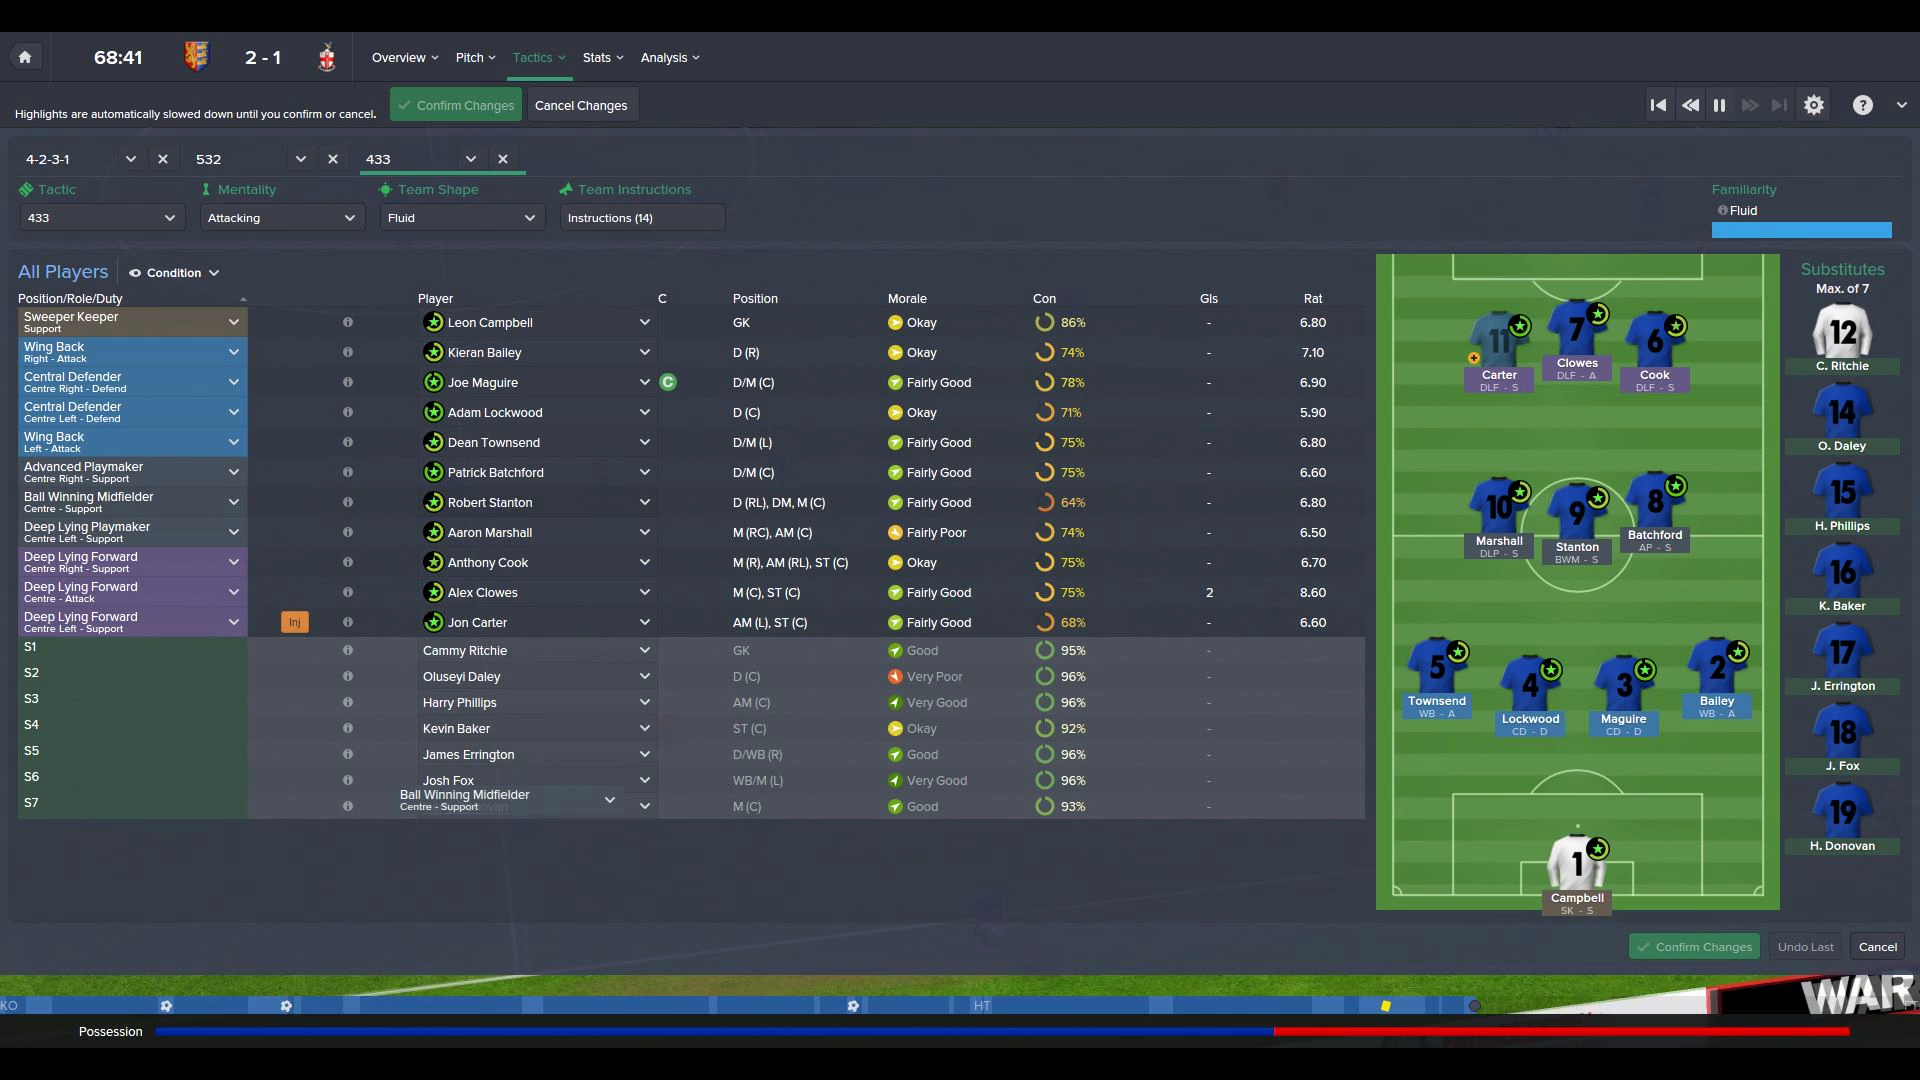 68:41
2 - 1
Overview
Pitch
Tactics
Stats
Analysis
Highlights are automatically slowed down until you confirm or cancel.
Confirm Changes
Cancel Changes
?
4-2-3-1
532
433
Tactic
Mentality
Team Shape
Team Instructions
Familiarity
433
Attacking
Fluid
Instructions (14)
Fluid
All Players
Condition
Position/Role/Duty Player C Position Morale Con Gls Rat
Sweeper Keeper
Support
Leon Campbell GK Okay 86% - 6.80
Wing Back
Right - Attack
Kieran Bailey D (R) Okay 74% - 7.10
Central Defender
Centre Right - Defend
Joe Maguire C D/M (C) Fairly Good 78% - 6.90
Central Defender
Centre Left - Defend
Adam Lockwood D (C) Okay 71% - 5.90
Wing Back
Left - Attack
Dean Townsend D/M (L) Fairly Good 75% - 6.80
Advanced Playmaker
Centre Right - Support
Patrick Batchford D/M (C) Fairly Good 75% - 6.60
Ball Winning Midfielder
Centre - Support
Robert Stanton D (RL), DM, M (C) Fairly Good 64% - 6.80
Deep Lying Playmaker
Centre Left - Support
Aaron Marshall M (RC), AM (C) Fairly Poor 74% - 6.50
Deep Lying Forward
Centre Right - Support
Anthony Cook M (R), AM (RL), ST (C) Okay 75% - 6.70
Deep Lying Forward
Centre - Attack
Alex Clowes M (C), ST (C) Fairly Good 75% 2 8.60
Deep Lying Forward
Centre Left - Support
Inj Jon Carter AM (L), ST (C) Fairly Good 68% - 6.60
S1 Cammy Ritchie GK Good 95% -
S2 Oluseyi Daley D (C) Very Poor 96% -
S3 Harry Phillips AM (C) Very Good 96% -
S4 Kevin Baker ST (C) Okay 92% -
S5 James Errington D/WB (R) Good 96% -
S6 Josh Fox WB/M (L) Very Good 96% -
S7 M (C) Good 93% -
Ball Winning Midfielder
Centre - Support
11
Carter
DLF - S
7
Clowes
DLF - A
6
Cook
DLF - S
10
Marshall
DLP - S
9
Stanton
BWM - S
8
Batchford
AP - S
5
Townsend
WB - A
4
Lockwood
CD - D
3
Maguire
CD - D
2
Bailey
WB - A
1
Campbell
SK - S
Substitutes
Max. of 7
12
C. Ritchie
14
O. Daley
15
H. Phillips
16
K. Baker
17
J. Errington
18
J. Fox
19
H. Donovan
Confirm Changes
Undo Last
Cancel
WAR
KO
HT
FT
Possession